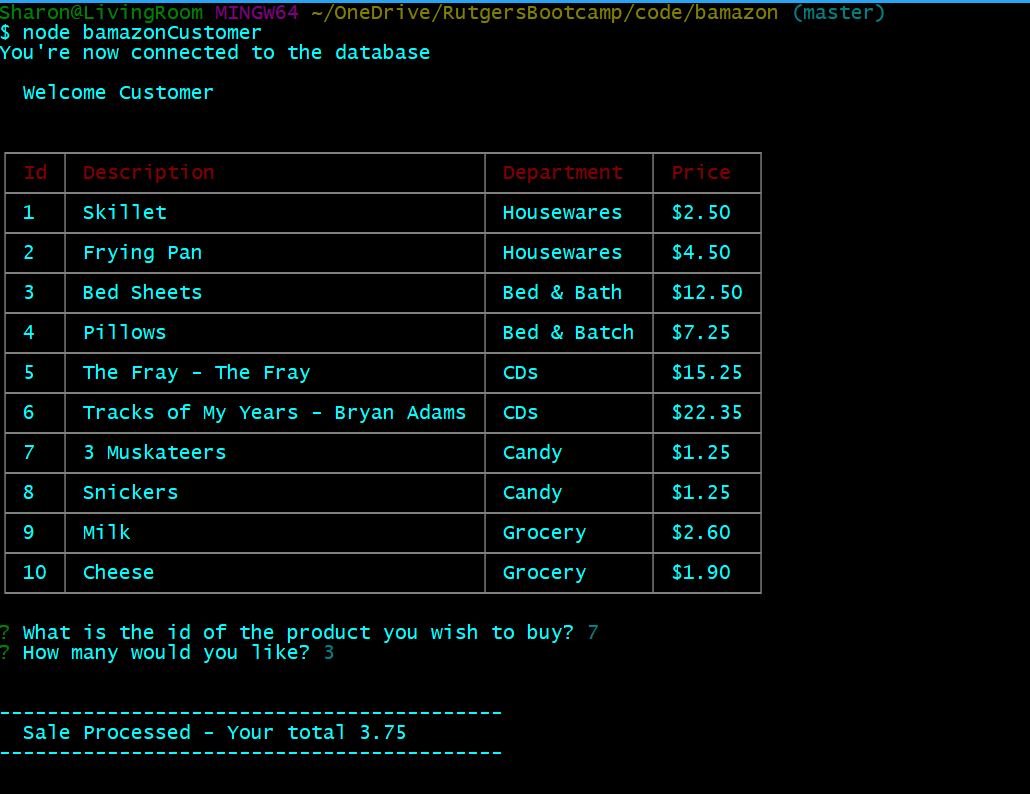 Sharon@LivingRoom MINGW64 ~/OneDrive/RutgersBootcamp/code/bamazon (master)
$ node bamazonCustomer
You're now connected to the database
Welcome Customer
Id Description Department Price
1 Skillet Housewares $2.50
2 Frying Pan Housewares $4.50
3 Bed Sheets Bed & Bath $12.50
4 Pillows Bed & Batch $7.25
5 The Fray - The Fray CDs $15.25
6 Tracks of My Years - Bryan Adams CDs $22.35
7 3 Muskateers Candy $1.25
8 Snickers Candy $1.25
9 Milk Grocery $2.60
10 Cheese Grocery $1.90
? What is the id of the product you wish to buy? 7
? How many would you like? 3
------------------------------------------
Sale Processed - Your total 3.75
------------------------------------------